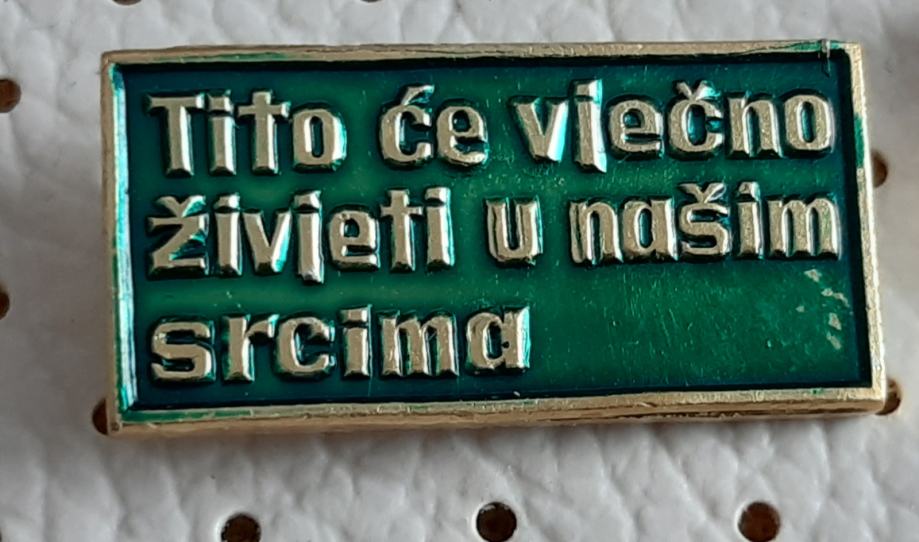 Tito će vječno
živjeti u našim
srcima